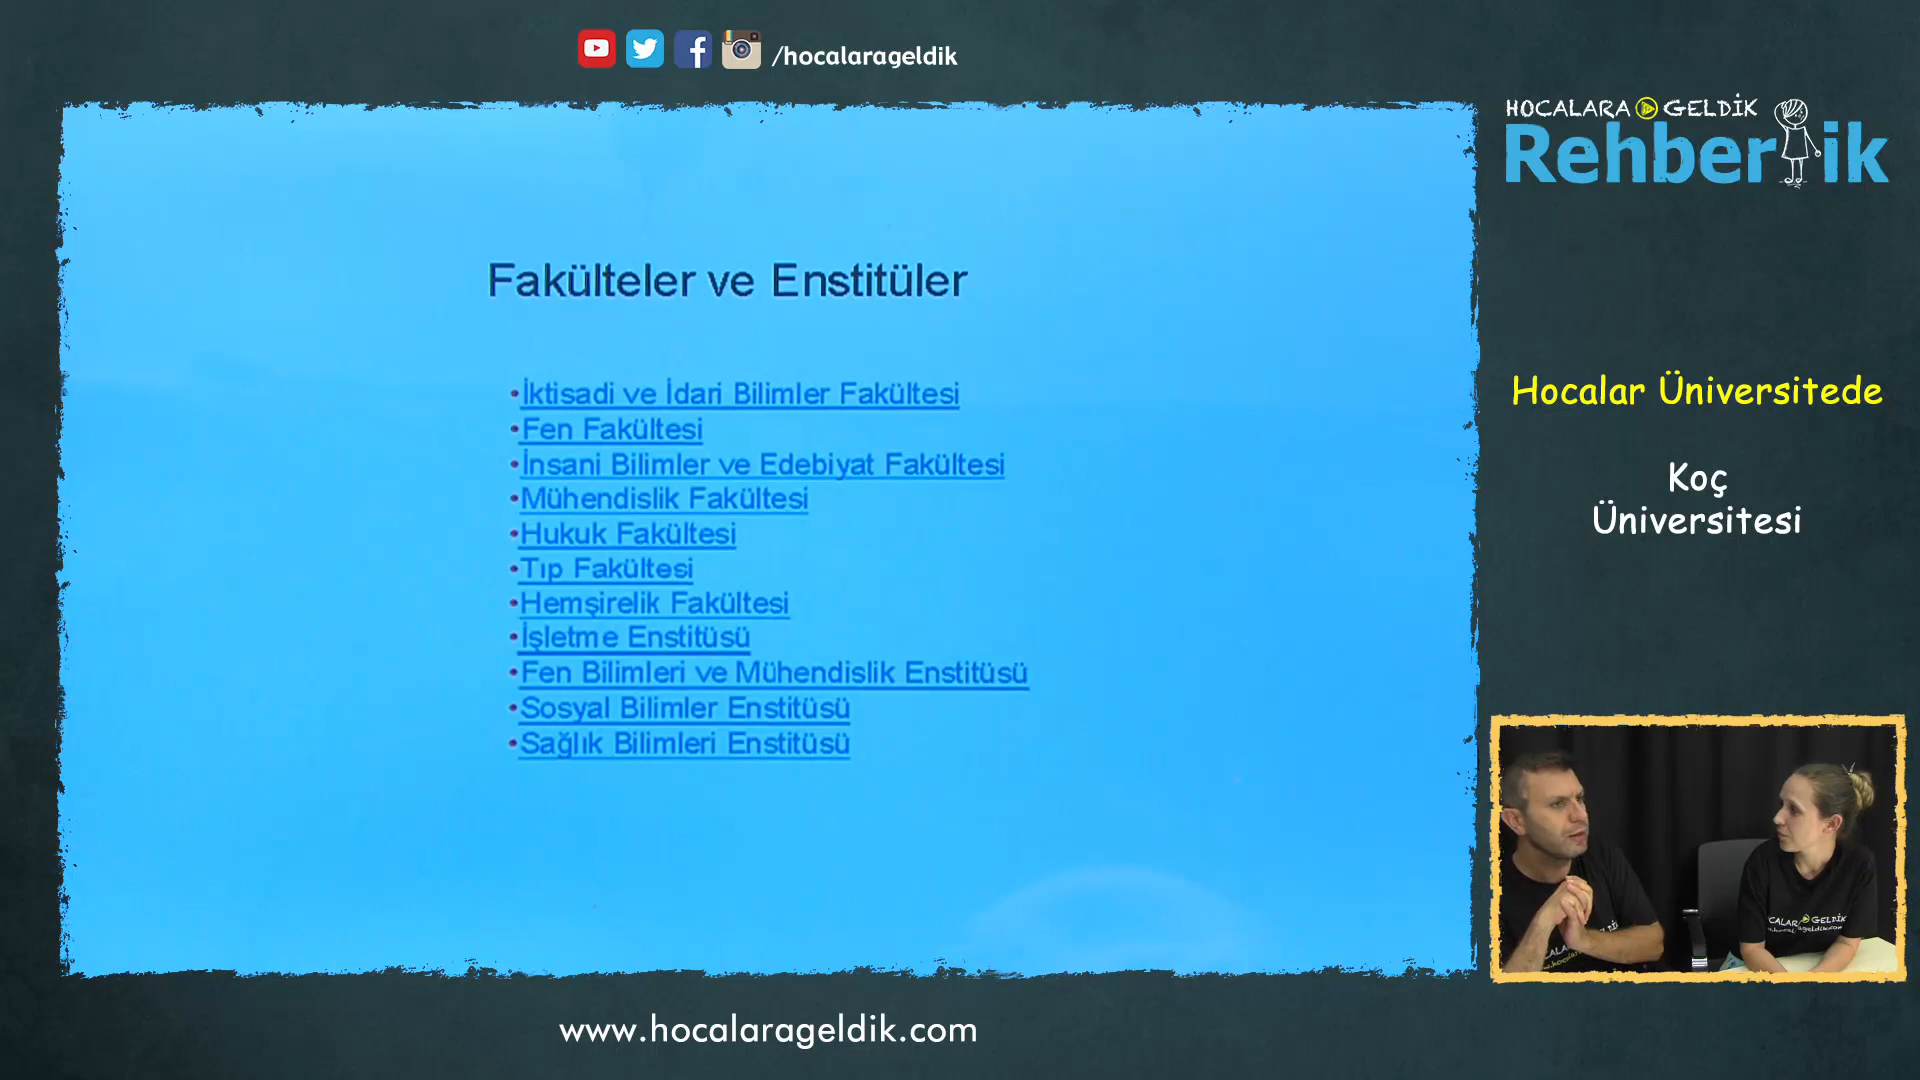 /hocalarageldik
HOCALARA GELDİK
Rehberlik
Fakülteler ve Enstitüler
•İktisadi ve İdari Bilimler Fakültesi
•Fen Fakültesi
•İnsani Bilimler ve Edebiyat Fakültesi
•Mühendislik Fakültesi
•Hukuk Fakültesi
•Tıp Fakültesi
•Hemşirelik Fakültesi
•İşletme Enstitüsü
•Fen Bilimleri ve Mühendislik Enstitüsü
•Sosyal Bilimler Enstitüsü
•Sağlık Bilimleri Enstitüsü
Hocalar Üniversitede
Koç
Üniversitesi
GELDİK
www.hocalarageldik.com